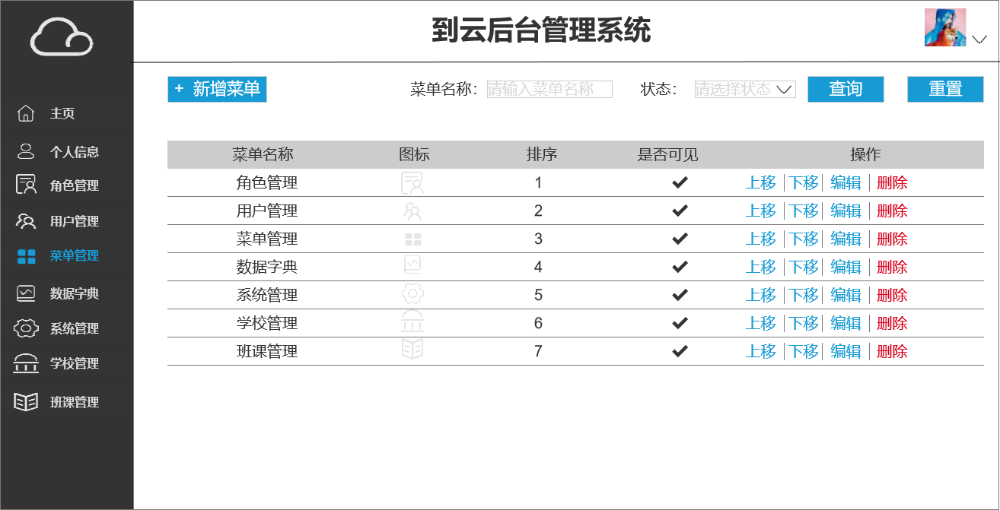 到云后台管理系统
主页
个人信息
角色管理
用户管理
菜单管理
数据字典
系统管理
学校管理
班课管理
+ 新增菜单 菜单名称： 请输入菜单名称 状态： 请选择状态 查询 重置
菜单名称 图标 排序 是否可见 操作
角色管理 1 上移 下移 编辑 删除
用户管理 2 上移 下移 编辑 删除
菜单管理 3 上移 下移 编辑 删除
数据字典 4 上移 下移 编辑 删除
系统管理 5 上移 下移 编辑 删除
学校管理 6 上移 下移 编辑 删除
班课管理 7 上移 下移 编辑 删除